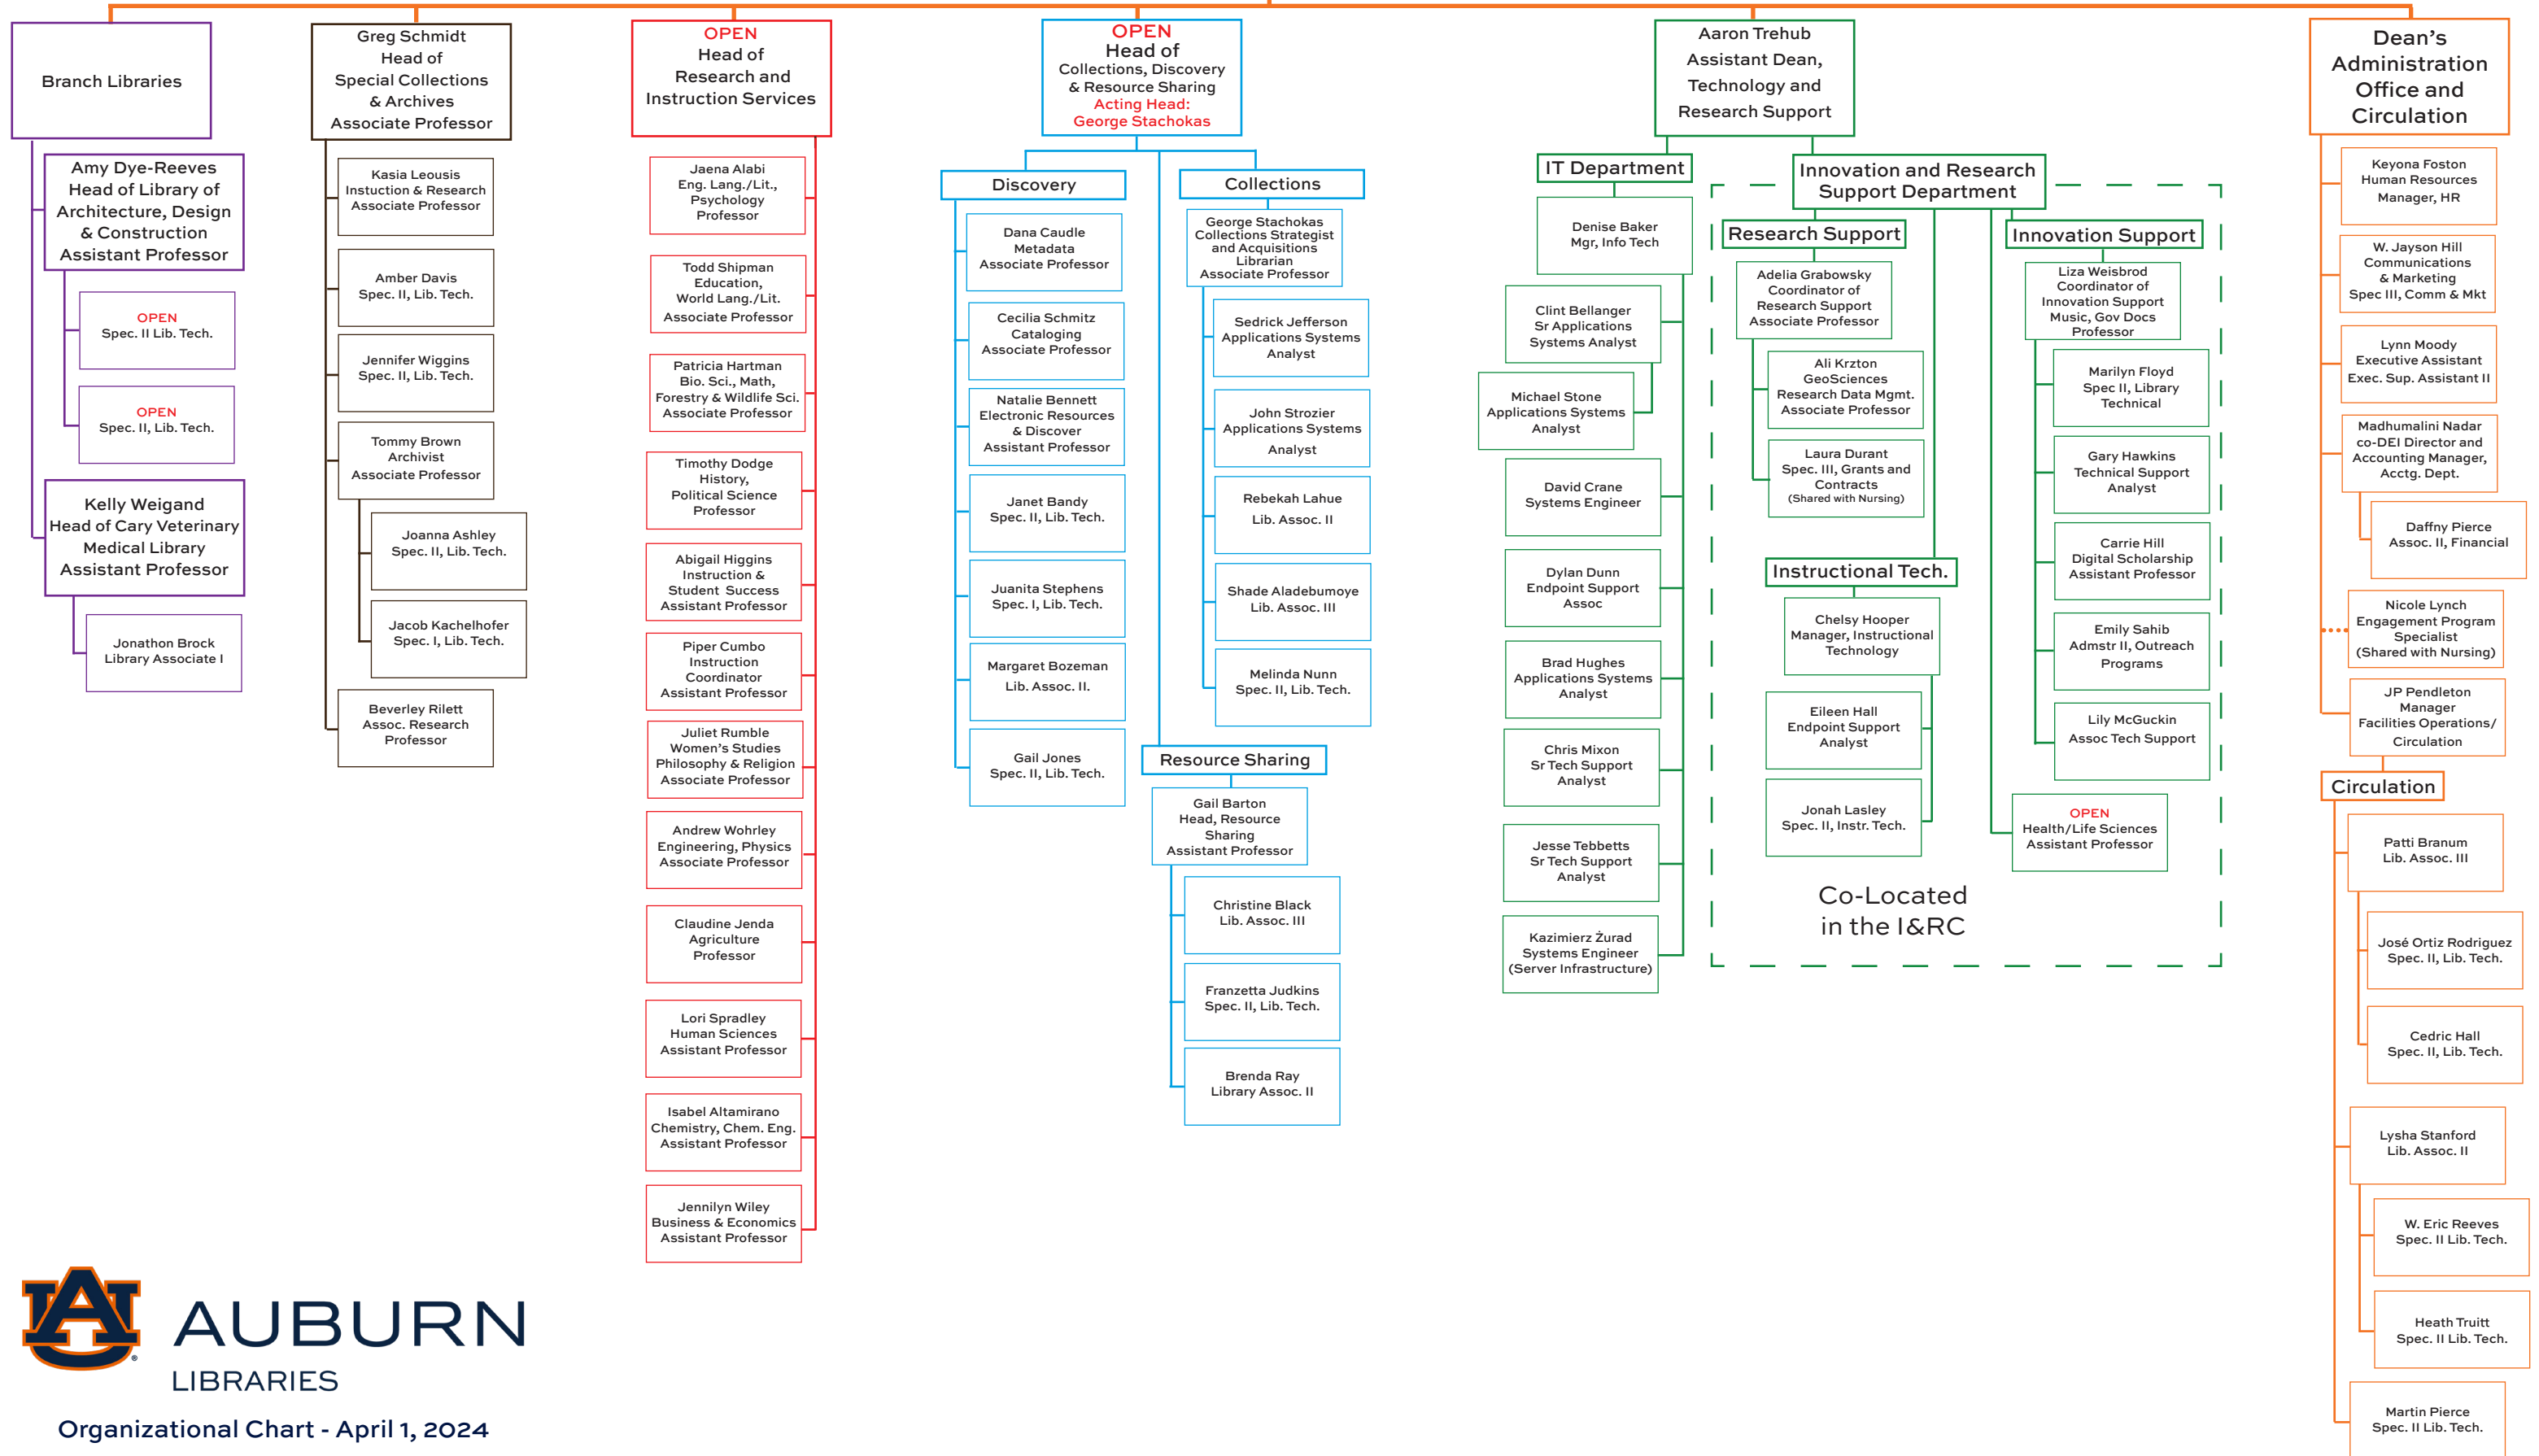 Branch Libraries
Amy Dye-Reeves
Head of Library of
Architecture, Design
& Construction
Assistant Professor
OPEN
Spec. II Lib. Tech.
OPEN
Spec. II, Lib. Tech.
Kelly Weigand
Head of Cary Veterinary
Medical Library
Assistant Professor
Jonathon Brock
Library Associate I
Greg Schmidt
Head of
Special Collections
& Archives
Associate Professor
Kasia Leousis
Instuction & Research
Associate Professor
Amber Davis
Spec. II, Lib. Tech.
Jennifer Wiggins
Spec. II, Lib. Tech.
Tommy Brown
Archivist
Associate Professor
Joanna Ashley
Spec. II, Lib. Tech.
Jacob Kachelhofer
Spec. I, Lib. Tech.
Beverley Rilett
Assoc. Research
Professor
OPEN
Head of
Research and
Instruction Services
Jaena Alabi
Eng. Lang./Lit.,
Psychology
Professor
Todd Shipman
Education,
World Lang./Lit.
Associate Professor
Patricia Hartman
Bio. Sci., Math,
Forestry & Wildlife Sci.
Associate Professor
Timothy Dodge
History,
Political Science
Professor
Abigail Higgins
Instruction &
Student Success
Assistant Professor
Piper Cumbo
Instruction
Coordinator
Assistant Professor
Juliet Rumble
Women's Studies
Philosophy & Religion
Associate Professor
Andrew Wohrley
Engineering, Physics
Associate Professor
Claudine Jenda
Agriculture
Professor
Lori Spradley
Human Sciences
Assistant Professor
Isabel Altamirano
Chemistry, Chem. Eng.
Assistant Professor
Jennilyn Wiley
Business & Economics
Assistant Professor
OPEN
Head of
Collections, Discovery
& Resource Sharing
Acting Head:
George Stachokas
Discovery
Dana Caudle
Metadata
Associate Professor
Cecilia Schmitz
Cataloging
Associate Professor
Natalie Bennett
Electronic Resources
& Discover
Assistant Professor
Janet Bandy
Spec. II, Lib. Tech.
Juanita Stephens
Spec. I, Lib. Tech.
Margaret Bozeman
Lib. Assoc. II.
Gail Jones
Spec. II, Lib. Tech.
Collections
George Stachokas
Collections Strategist
and Acquisitions
Librarian
Associate Professor
Sedrick Jefferson
Applications Systems
Analyst
John Strozier
Applications Systems
Analyst
Rebekah Lahue
Lib. Assoc. II
Shade Aladebumoye
Lib. Assoc. III
Melinda Nunn
Spec. II, Lib. Tech.
Resource Sharing
Gail Barton
Head, Resource
Sharing
Assistant Professor
Christine Black
Lib. Assoc. III
Franzetta Judkins
Spec. II, Lib. Tech.
Brenda Ray
Library Assoc. II
Aaron Trehub
Assistant Dean,
Technology and
Research Support
IT Department
Denise Baker
Mgr, Info Tech
Clint Bellanger
Sr Applications
Systems Analyst
Michael Stone
Applications Systems
Analyst
David Crane
Systems Engineer
Dylan Dunn
Endpoint Support
Assoc
Brad Hughes
Applications Systems
Analyst
Chris Mixon
Sr Tech Support
Analyst
Jesse Tebbetts
Sr Tech Support
Analyst
Kazimierz Żurad
Systems Engineer
(Server Infrastructure)
Innovation and Research
Support Department
Research Support
Adelia Grabowsky
Coordinator of
Research Support
Associate Professor
Ali Krzton
GeoSciences
Research Data Mgmt.
Associate Professor
Laura Durant
Spec. III, Grants and
Contracts
(Shared with Nursing)
Instructional Tech.
Chelsy Hooper
Manager, Instructional
Technology
Eileen Hall
Endpoint Support
Analyst
Jonah Lasley
Spec. II, Instr. Tech.
Innovation Support
Liza Weisbrod
Coordinator of
Innovation Support
Music, Gov Docs
Professor
Marilyn Floyd
Spec II, Library
Technical
Gary Hawkins
Technical Support
Analyst
Carrie Hill
Digital Scholarship
Assistant Professor
Emily Sahib
Admstr II, Outreach
Programs
Lily McGuckin
Assoc Tech Support
OPEN
Health/Life Sciences
Assistant Professor
Co-Located
in the I&RC
Dean's
Administration
Office and
Circulation
Keyona Foston
Human Resources
Manager, HR
W. Jayson Hill
Communications
& Marketing
Spec III, Comm & Mkt
Lynn Moody
Executive Assistant
Exec. Sup. Assistant II
Madhumalini Nadar
co-DEI Director and
Accounting Manager,
Acctg. Dept.
Daffny Pierce
Assoc. II, Financial
Nicole Lynch
Engagement Program
Specialist
(Shared with Nursing)
JP Pendleton
Manager
Facilities Operations/
Circulation
Circulation
Patti Branum
Lib. Assoc. III
José Ortiz Rodriguez
Spec. II, Lib. Tech.
Cedric Hall
Spec. II, Lib. Tech.
Lysha Stanford
Lib. Assoc. II
W. Eric Reeves
Spec. II Lib. Tech.
Heath Truitt
Spec. II Lib. Tech.
Martin Pierce
Spec. II Lib. Tech.
AU
®
AUBURN
LIBRARIES
Organizational Chart - April 1, 2024